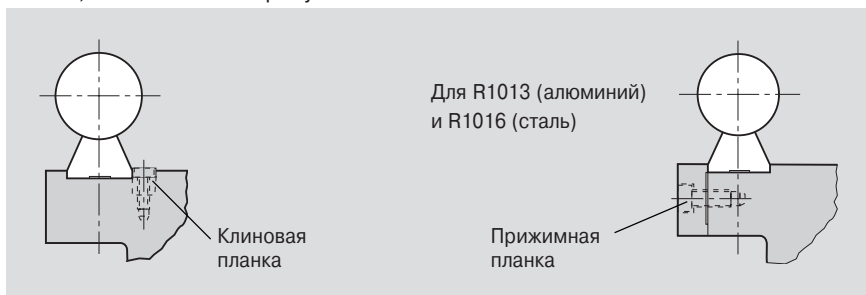 Для R1013 (алюминий)
и R1016 (сталь)
Клиновая
планка
Прижимная
планка